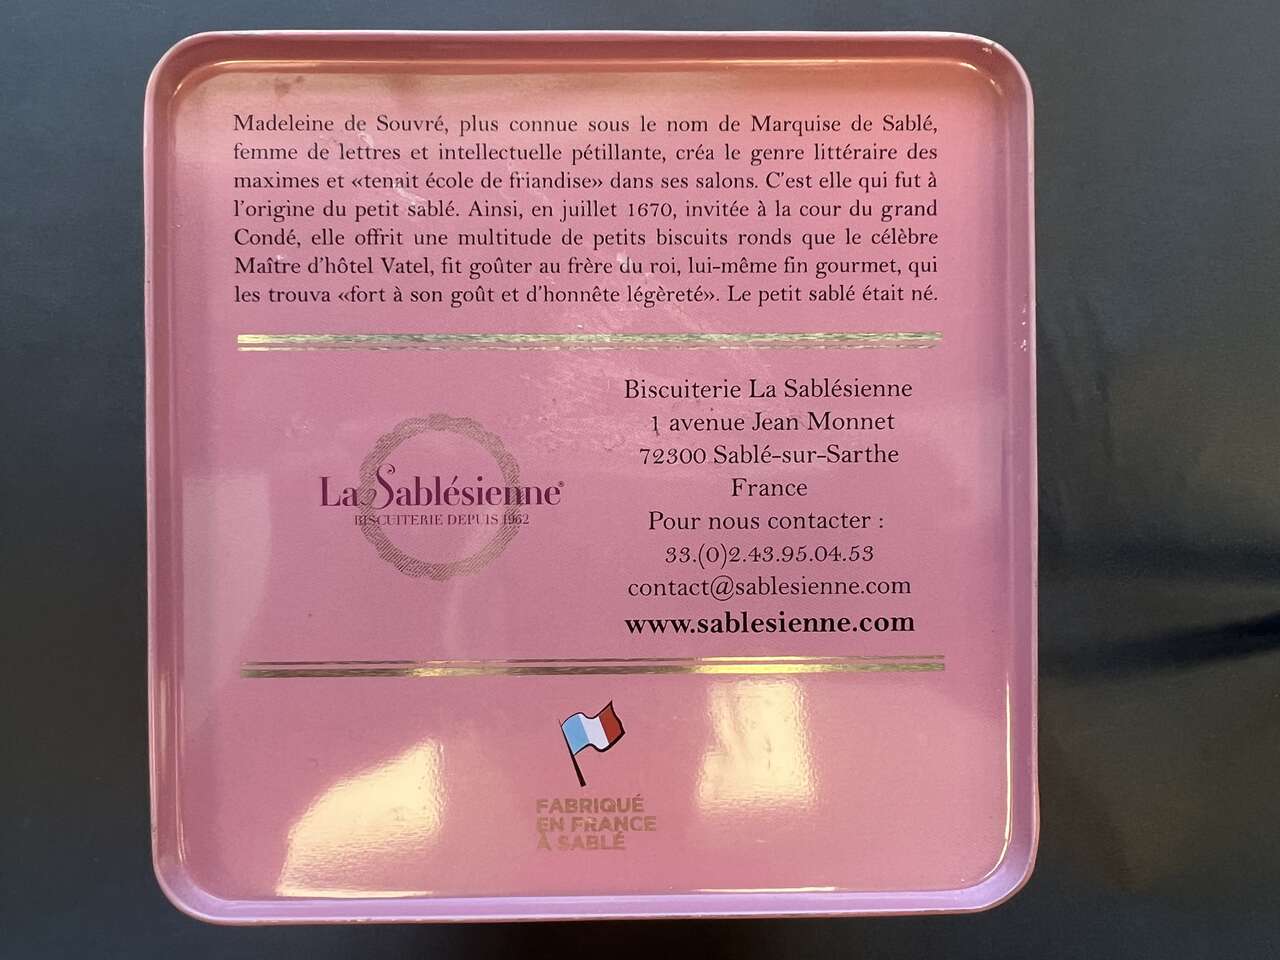 Madeleine de Souvré, plus connue sous le nom de Marquise de Sablé,
femme de lettres et intellectuelle pétillante, créa le genre littéraire des
maximes et «tenait école de friandise» dans ses salons. C'est elle qui fut à
l'origine du petit sablé. Ainsi, en juillet 1670, invitée à la cour du grand
Condé, elle offrit une multitude de petits biscuits ronds que le célèbre
Maître d'hôtel Vatel, fit goûter au frère du roi, lui-même fin gourmet, qui
les trouva «fort à son goût et d'honnête légèreté». Le petit sablé était né.
La Sablésienne®
BISCUITERIE DEPUIS 1962
Biscuiterie La Sablésienne
1 avenue Jean Monnet
72300 Sablé-sur-Sarthe
France
Pour nous contacter :
33.(0)2.43.95.04.53
contact@sablesienne.com
www.sablesienne.com
FABRIQUÉ
EN FRANCE
À SABLÉ